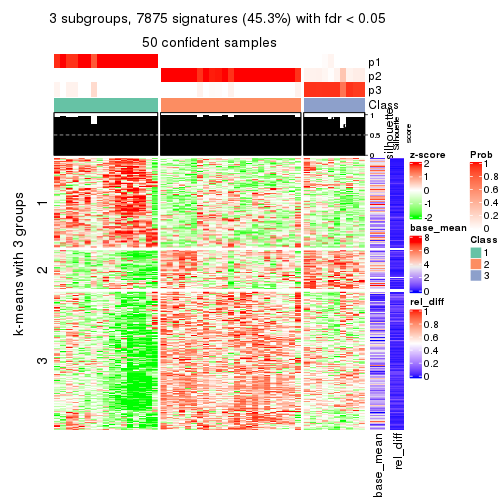 3 subgroups, 7875 signatures (45.3%) with fdr < 0.05
50 confident samples
p1
p2
p3
Class
1
0.5
0
silhouette
Silhouette
score
k-means with 3 groups
1
2
3
base_mean
rel_diff
z-score
2
1
0
-1
-2
base_mean
8
6
4
2
0
rel_diff
1
0.8
0.6
0.4
0.2
0
Prob
1
0.8
0.6
0.4
0.2
0
Class
1
2
3